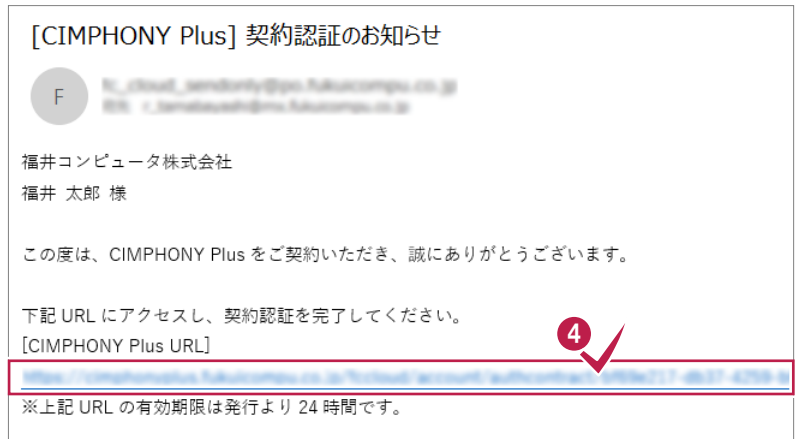 [CIMPHONY Plus] 契約認証のお知らせ
F
福井コンピュータ株式会社
福井 太郎 様
この度は、CIMPHONY Plus をご契約いただき、誠にありがとうございます。
下記 URL にアクセスし、契約認証を完了してください。
4
[CIMPHONY Plus URL]
※上記 URL の有効期限は発行より 24 時間です。